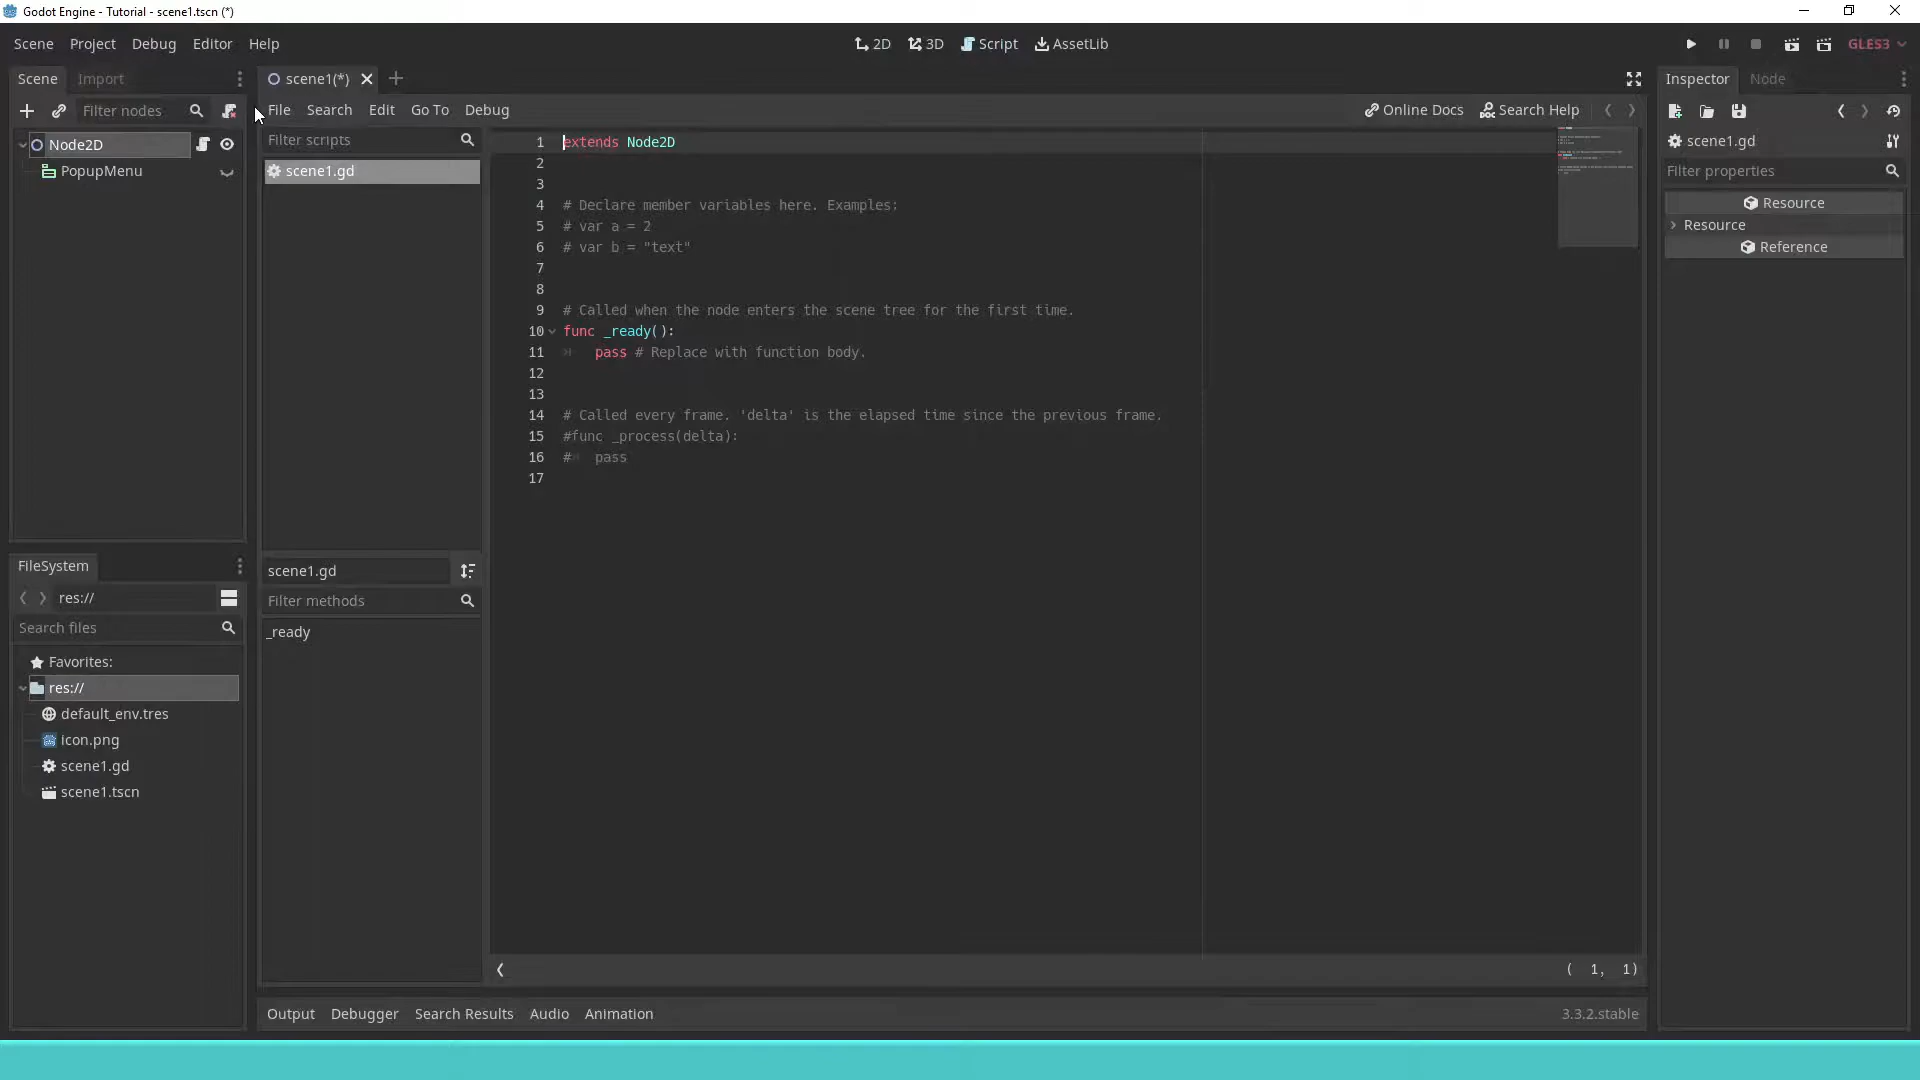 Godot Engine - Tutorial - scene1.tscn (*)
Scene Project Debug Editor Help
2D 3D Script AssetLib
GLES3
Scene Import
Filter nodes
Node2D
PopupMenu
FileSystem
res://
Search files
Favorites:
res://
default_env.tres
icon.png
scene1.gd
scene1.tscn
scene1(*)
File Search Edit Go To Debug
Online Docs Search Help
Filter scripts
scene1.gd
scene1.gd
Filter methods
_ready
1 extends Node2D
2
3
4 # Declare member variables here. Examples:
5 # var a = 2
6 # var b = "text"
7
8
9 # Called when the node enters the scene tree for the first time.
10 func _ready():
11 pass # Replace with function body.
12
13
14 # Called every frame. 'delta' is the elapsed time since the previous frame.
15 #func _process(delta):
16 # pass
17
( 1, 1)
Output Debugger Search Results Audio Animation
3.3.2.stable
Inspector Node
scene1.gd
Filter properties
Resource
Resource
Reference